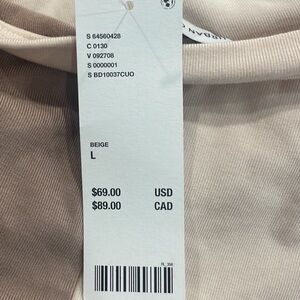 S 64560428
C 0130
V 092708
S 0000001
S BD10037CUO
BEIGE
L
$69.00 USD
$89.00 CAD